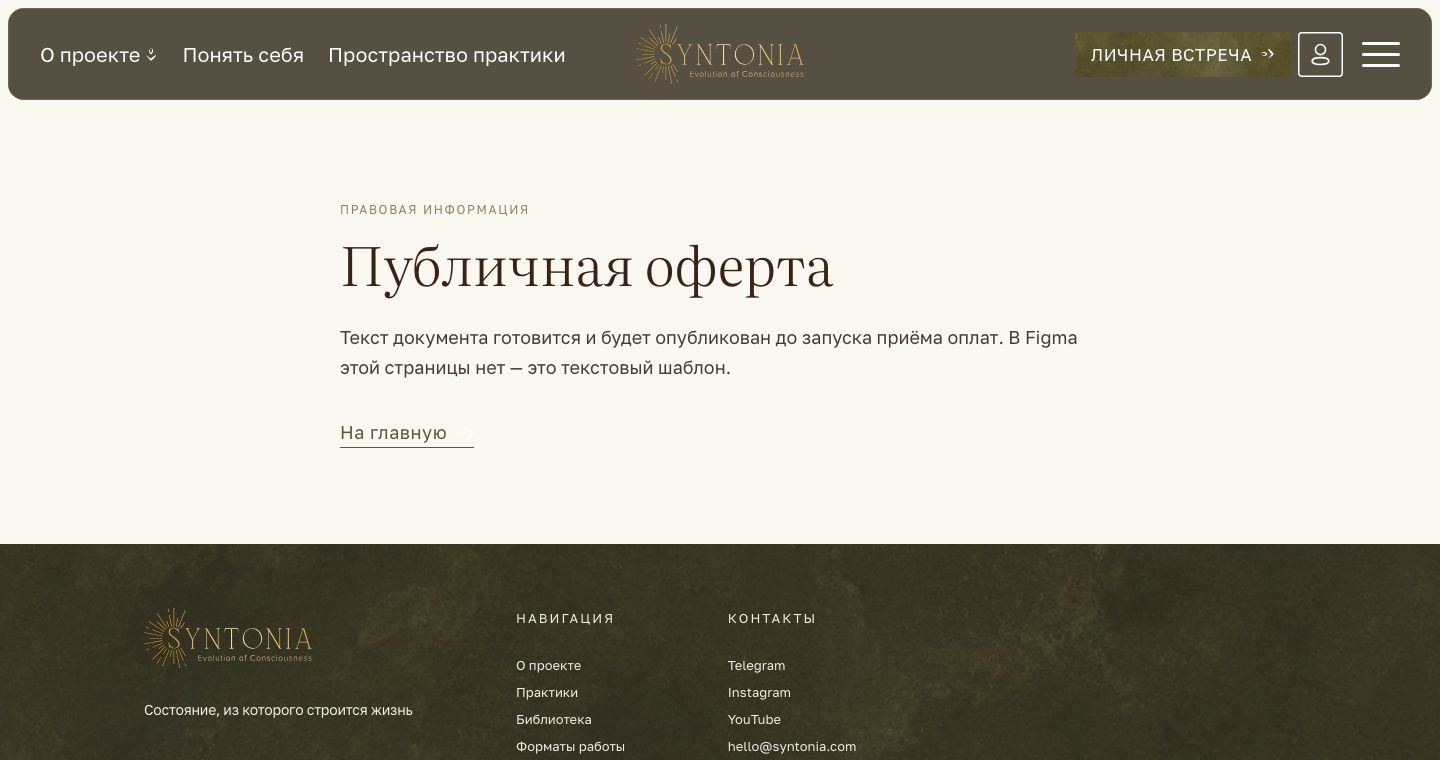 О проекте
Понять себя
Пространство практики
SYNTONIA
Evolution of Consciousness
ЛИЧНАЯ ВСТРЕЧА
ПРАВОВАЯ ИНФОРМАЦИЯ
Публичная оферта
Текст документа готовится и будет опубликован до запуска приёма оплат. В Figma
этой страницы нет — это текстовый шаблон.
На главную
SYNTONIA
Evolution of Consciousness
Состояние, из которого строится жизнь
НАВИГАЦИЯ
О проекте
Практики
Библиотека
Форматы работы
КОНТАКТЫ
Telegram
Instagram
YouTube
hello@syntonia.com